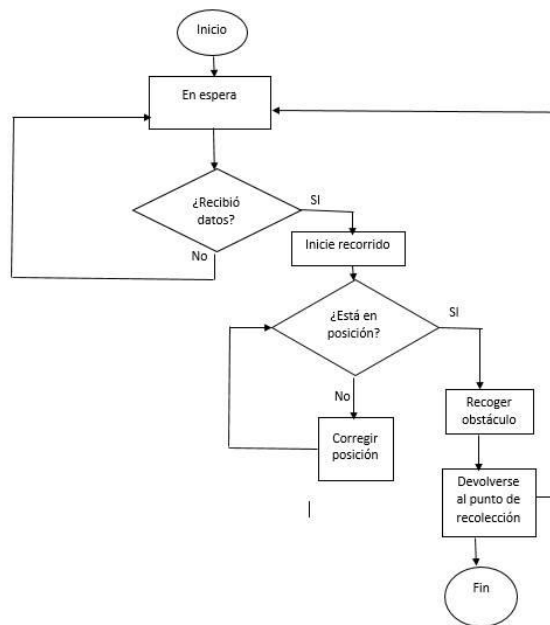 Inicio
En espera
¿Recibió
datos?
SI
No
Inicie recorrido
¿Está en
posición?
SI
No
Recoger
obstáculo
Corregir
posición
Devolverse
al punto de
recolección
Fin